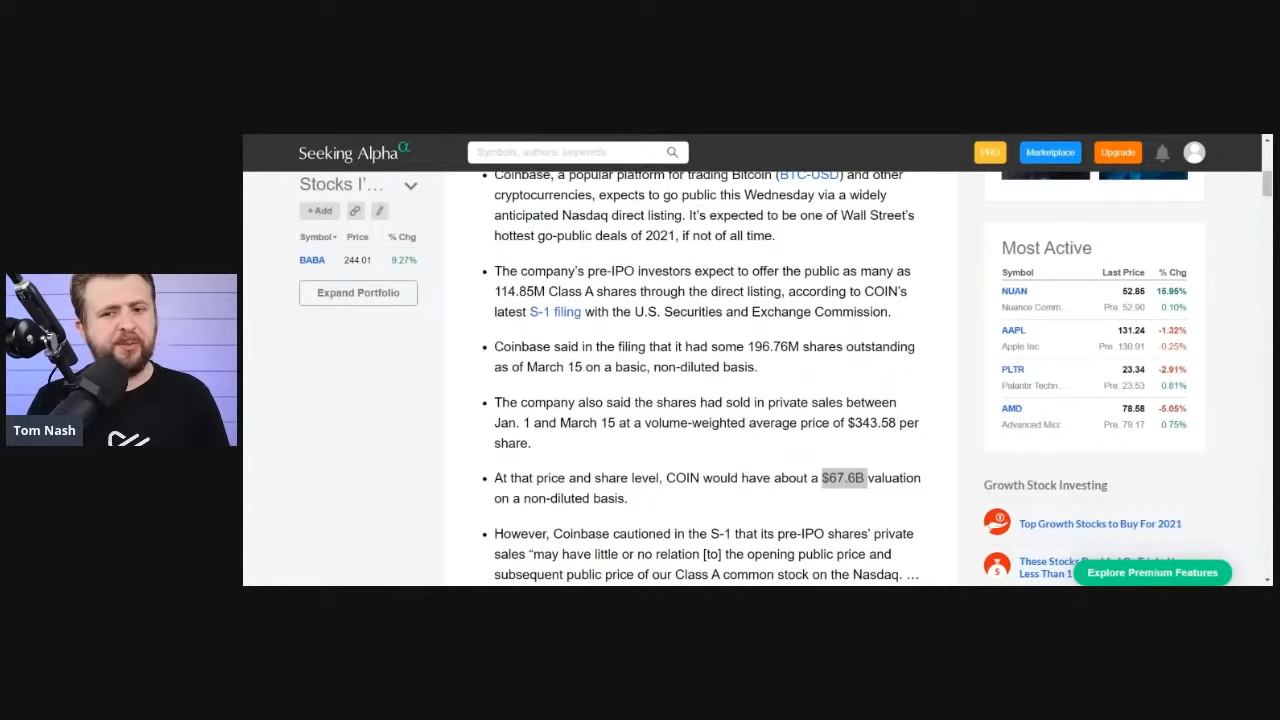 Seeking Alpha α
Symbols, authors, keywords
PRO
Marketplace
Upgrade
Stocks I'...
+ Add
Symbol Price % Chg
BABA 244.01 9.27%
Expand Portfolio
Tom Nash
Coinbase, a popular platform for trading Bitcoin (BTC-USD) and other
cryptocurrencies, expects to go public this Wednesday via a widely
anticipated Nasdaq direct listing. It's expected to be one of Wall Street's
hottest go-public deals of 2021, if not of all time.
• The company's pre-IPO investors expect to offer the public as many as
114.85M Class A shares through the direct listing, according to COIN's
latest S-1 filing with the U.S. Securities and Exchange Commission.
• Coinbase said in the filing that it had some 196.76M shares outstanding
as of March 15 on a basic, non-diluted basis.
• The company also said the shares had sold in private sales between
Jan. 1 and March 15 at a volume-weighted average price of $343.58 per
share.
• At that price and share level, COIN would have about a $67.6B valuation
on a non-diluted basis.
• However, Coinbase cautioned in the S-1 that its pre-IPO shares' private
sales “may have little or no relation [to] the opening public price and
subsequent public price of our Class A common stock on the Nasdaq. …
Most Active
Symbol Last Price % Chg
NUAN 52.85 15.95%
Nuance Comm... Pre. 52.90 0.10%
AAPL 131.24 -1.32%
Apple Inc Pre. 130.91 -0.25%
PLTR 23.34 -2.91%
Palantir Techn... Pre. 23.53 0.81%
AMD 78.58 -5.05%
Advanced Micr... Pre. 79.17 0.75%
Growth Stock Investing
Top Growth Stocks to Buy For 2021
These Stocks
Less Than 1
Explore Premium Features